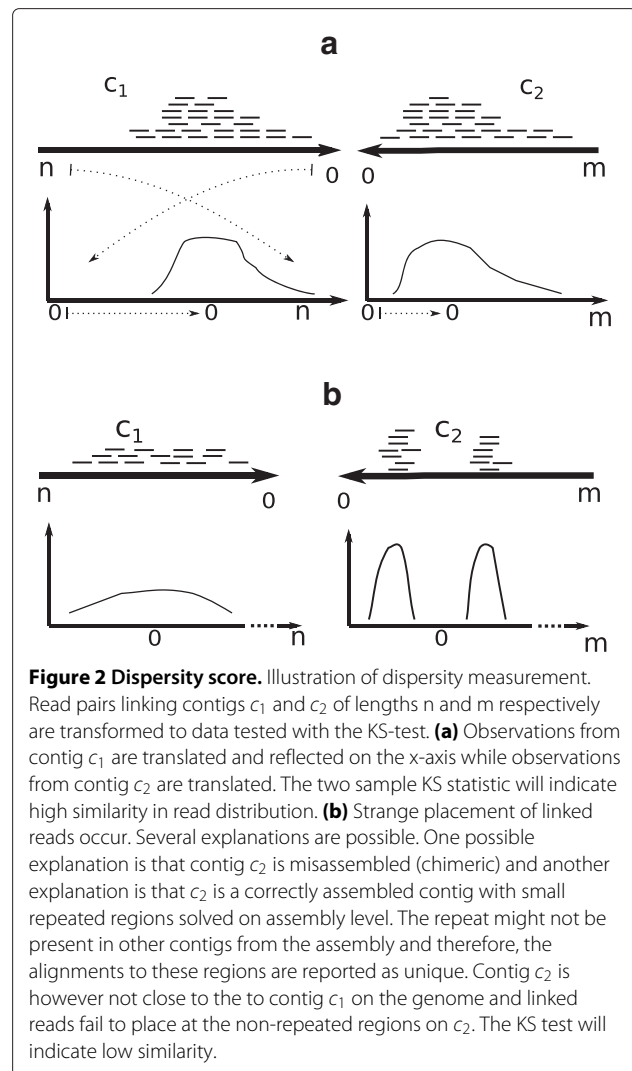 a
c₁ c₂
n 0 0 m
0 0 n 0 0 m
b
c₁ c₂
n 0 0 m
0 n 0 m
Figure 2 Dispersity score. Illustration of dispersity measurement.
Read pairs linking contigs c₁ and c₂ of lengths n and m respectively
are transformed to data tested with the KS-test. (a) Observations from
contig c₁ are translated and reflected on the x-axis while observations
from contig c₂ are translated. The two sample KS statistic will indicate
high similarity in read distribution. (b) Strange placement of linked
reads occur. Several explanations are possible. One possible
explanation is that contig c₂ is misassembled (chimeric) and another
explanation is that c₂ is a correctly assembled contig with small
repeated regions solved on assembly level. The repeat might not be
present in other contigs from the assembly and therefore, the
alignments to these regions are reported as unique. Contig c₂ is
however not close to the to contig c₁ on the genome and linked
reads fail to place at the non-repeated regions on c₂. The KS test will
indicate low similarity.